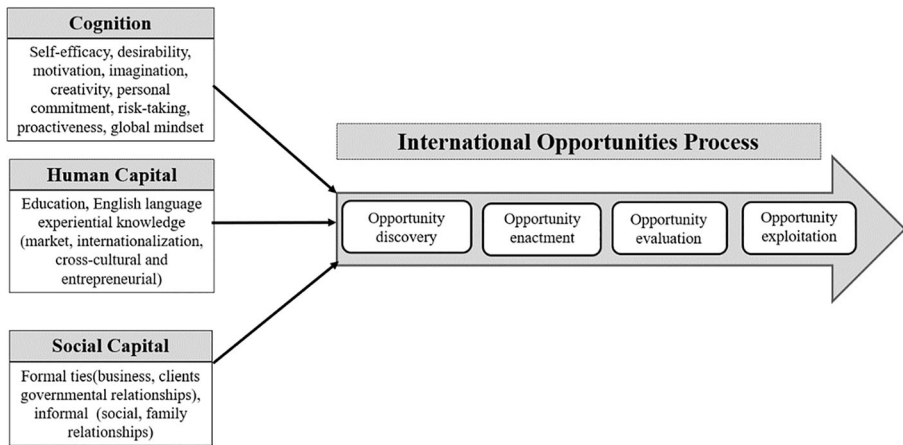 Cognition
Self-efficacy, desirability,
motivation, imagination,
creativity, personal
commitment, risk-taking,
proactiveness, global mindset
Human Capital
Education, English language
experiential knowledge
(market, internationalization,
cross-cultural and
entrepreneurial)
Social Capital
Formal ties(business, clients
governmental relationships),
informal (social, family
relationships)
International Opportunities Process
Opportunity
discovery
Opportunity
enactment
Opportunity
evaluation
Opportunity
exploitation